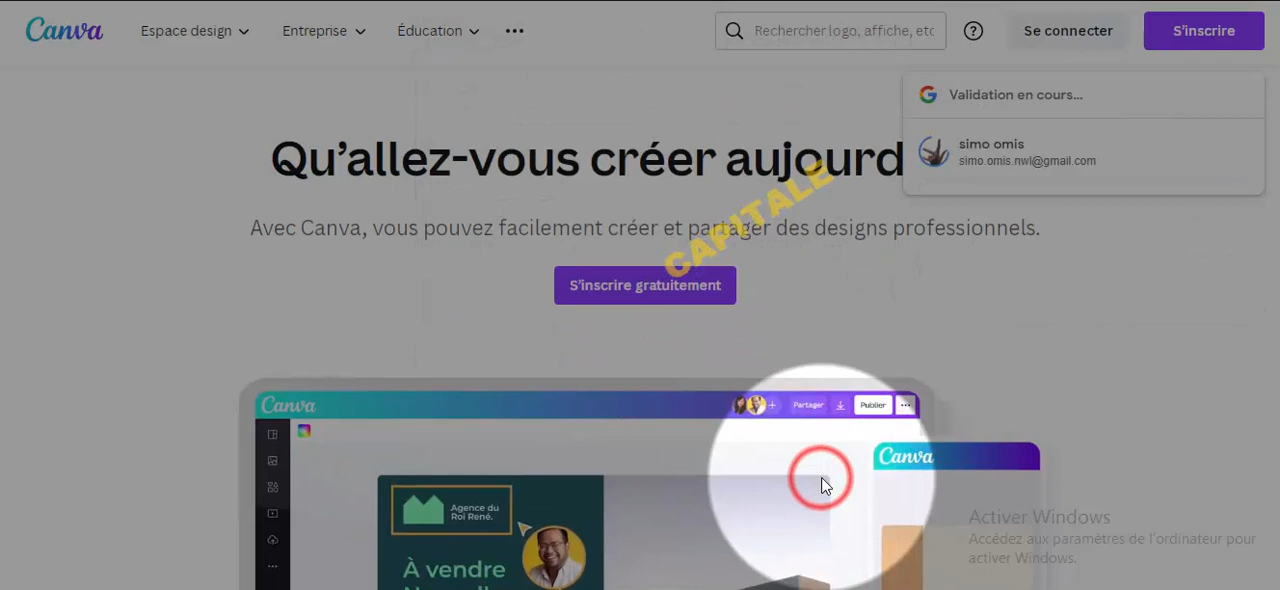 Canva Espace design Entreprise Éducation ••• Rechercher logo, affiche, etc ? Se connecter S'inscrire
Validation en cours...
simo omis
simo.omis.nwl@gmail.com
Qu'allez-vous créer aujourd
CAPITALE
Avec Canva, vous pouvez facilement créer et partager des designs professionnels.
S'inscrire gratuitement
Canva + Partager Publier •••
Canva
Agence du
Roi René.
À vendre
Activer Windows
Accédez aux paramètres de l'ordinateur pour
activer Windows.